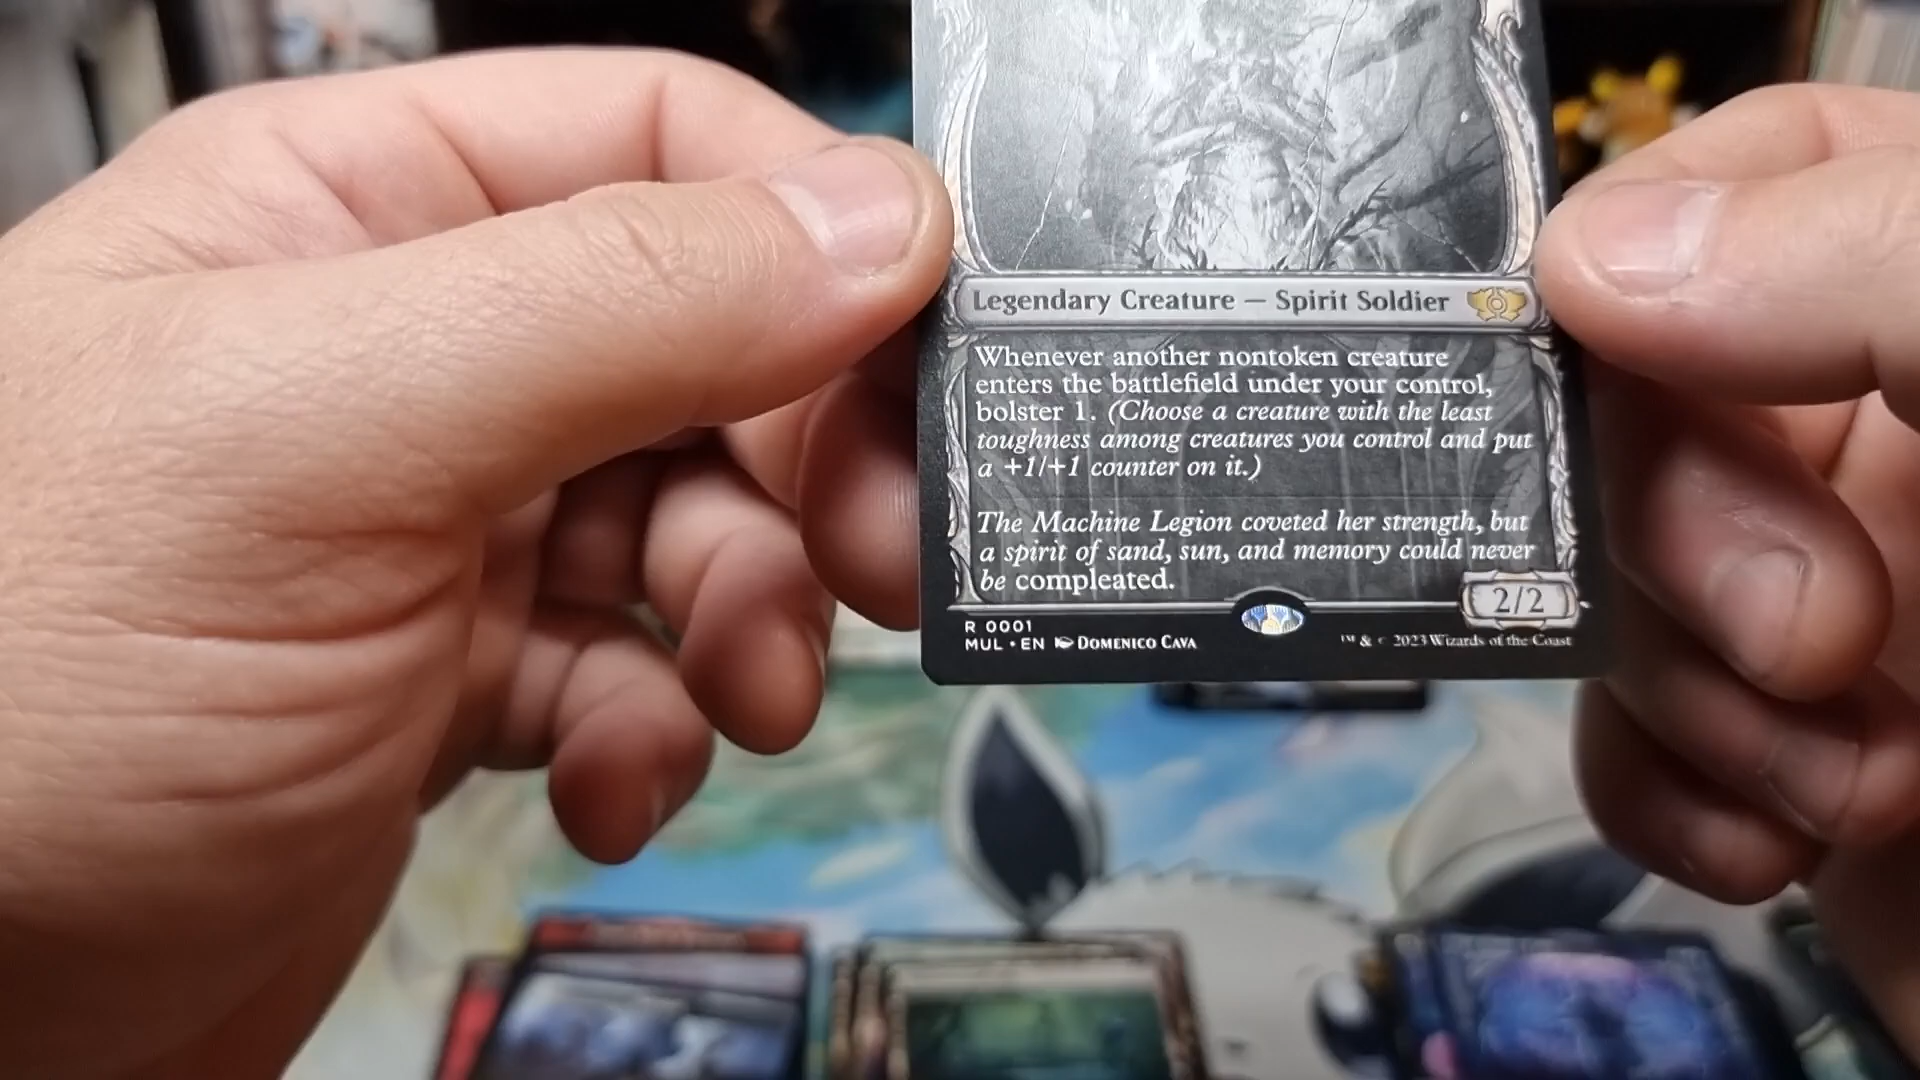 Legendary Creature — Spirit Soldier
Whenever another nontoken creature
enters the battlefield under your control,
bolster 1. (Choose a creature with the least
toughness among creatures you control and put
a +1/+1 counter on it.)
The Machine Legion coveted her strength, but
a spirit of sand, sun, and memory could never
be compleated.
2/2
R 0001
MUL • EN DOMENICO CAVA
™ & © 2023 Wizards of the Coast